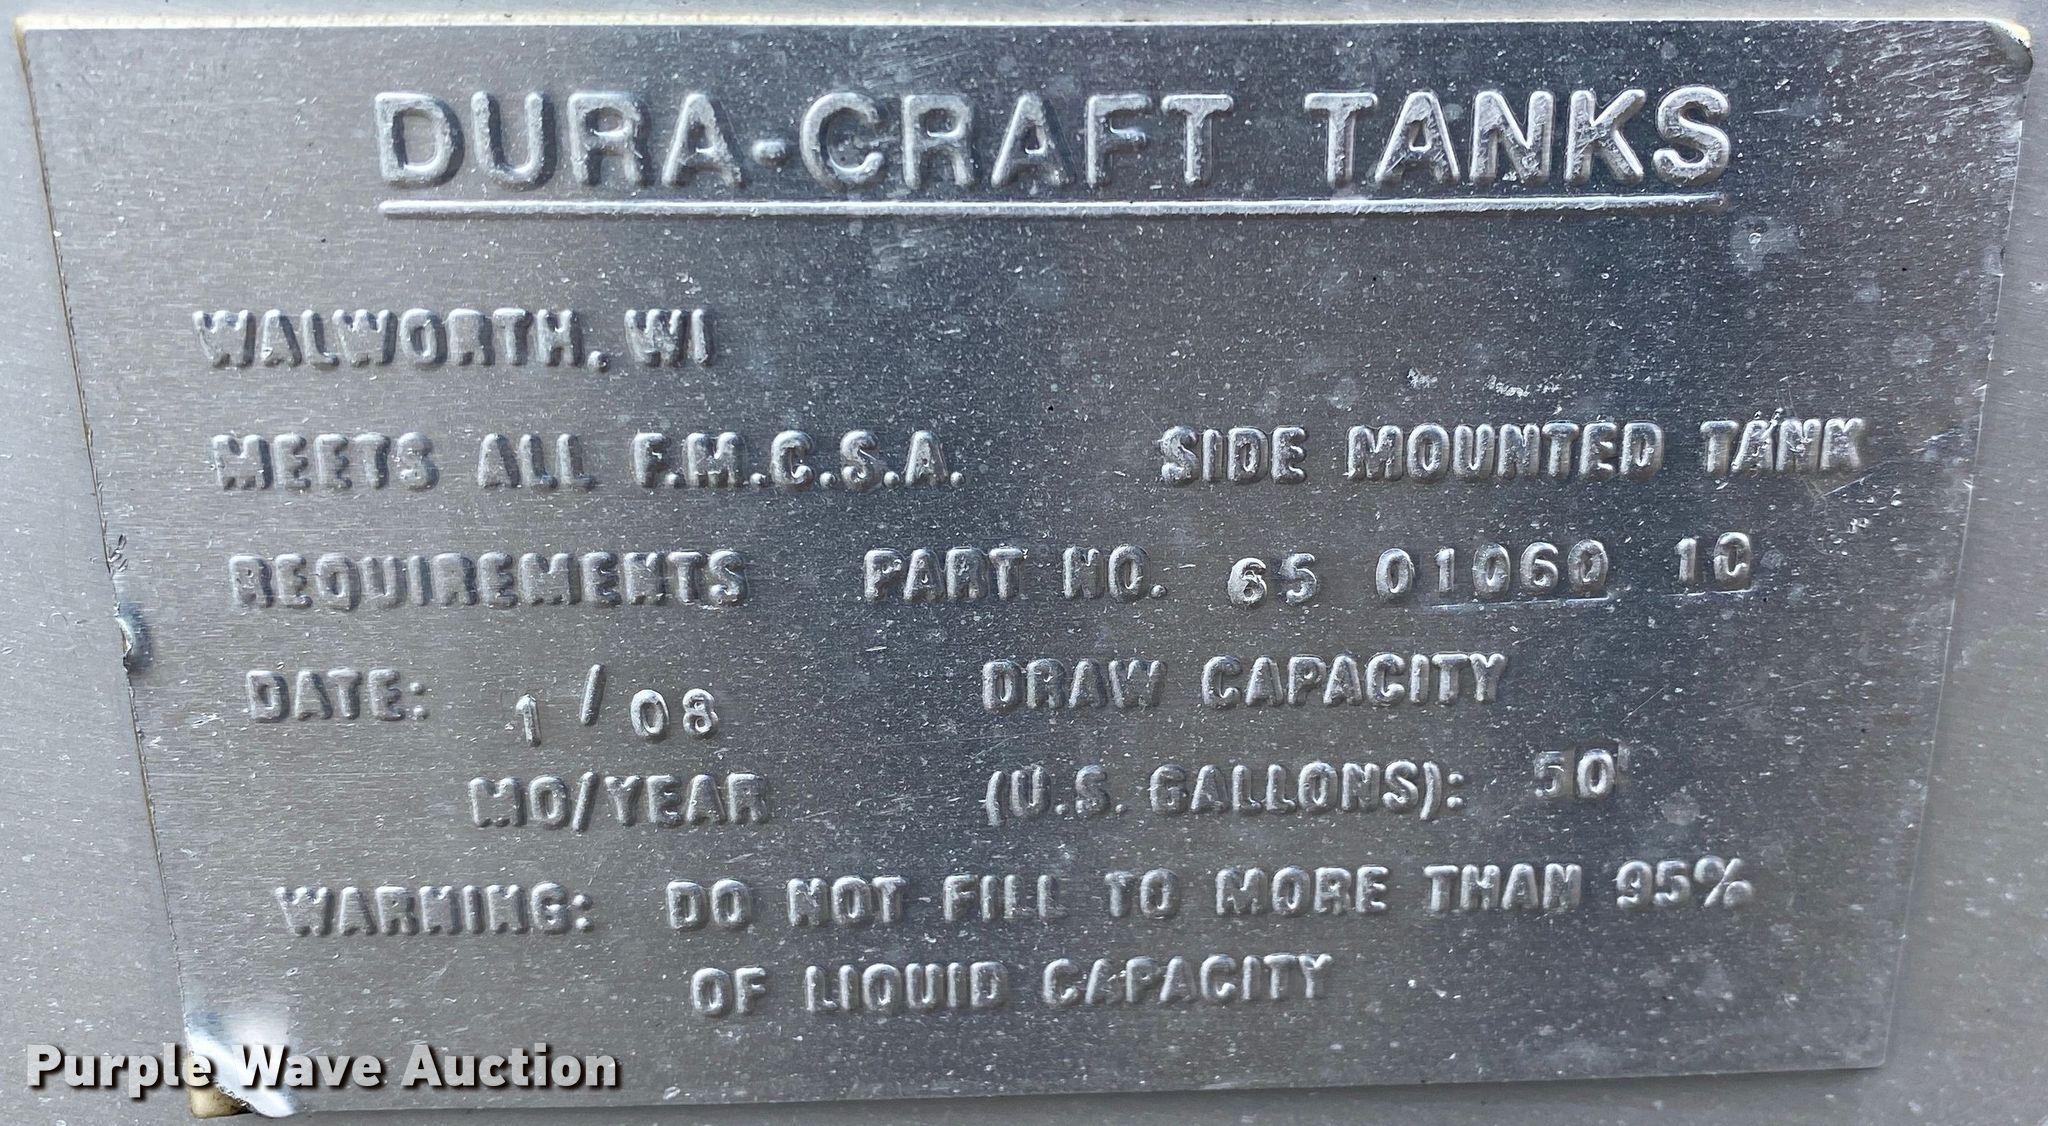 DURA-CRAFT TANKS
WALWORTH, WI
MEETS ALL F.M.C.S.A. SIDE MOUNTED TANK
REQUIREMENTS PART NO. 65 01060 1C
DATE: 1 / 08 DRAW CAPACITY
MO/YEAR (U.S. GALLONS): 50
WARNING: DO NOT FILL TO MORE THAN 95%
OF LIQUID CAPACITY
Purple Wave Auction